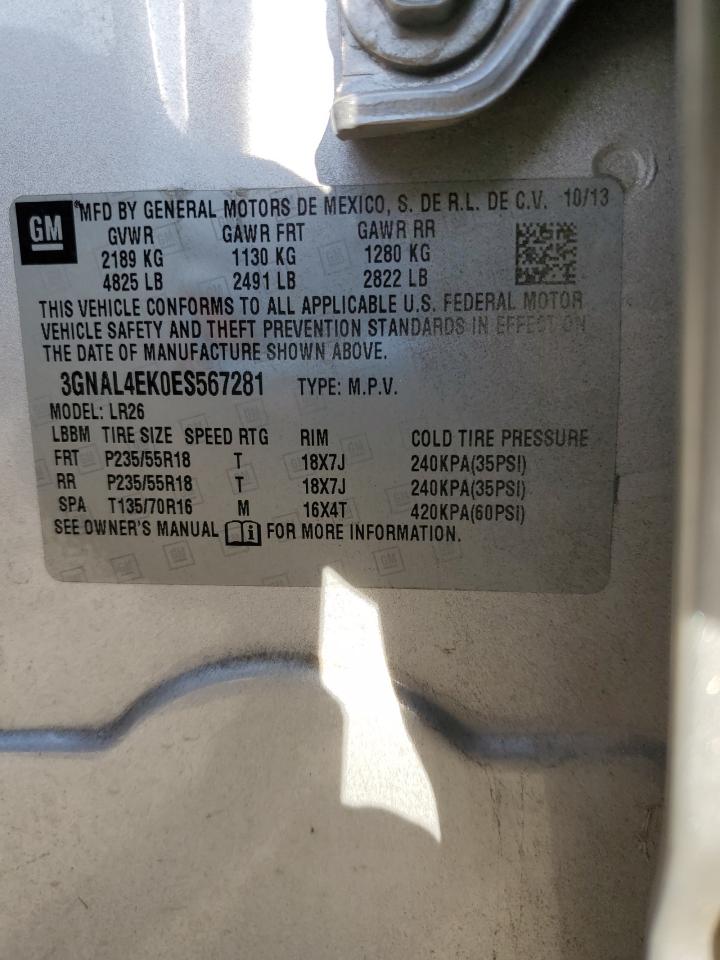 GM *MFD BY GENERAL MOTORS DE MEXICO, S. DE R.L. DE C.V. 10/13
GVWR GAWR FRT GAWR RR
2189 KG 1130 KG 1280 KG
4825 LB 2491 LB 2822 LB
THIS VEHICLE CONFORMS TO ALL APPLICABLE U.S. FEDERAL MOTOR
VEHICLE SAFETY AND THEFT PREVENTION STANDARDS IN EFFECT ON
THE DATE OF MANUFACTURE SHOWN ABOVE.
3GNAL4EK0ES567281 TYPE: M.P.V.
MODEL: LR26
LBBM TIRE SIZE SPEED RTG RIM COLD TIRE PRESSURE
FRT P235/55R18 T 18X7J 240KPA(35PSI)
RR P235/55R18 T 18X7J 240KPA(35PSI)
SPA T135/70R16 M 16X4T 420KPA(60PSI)
SEE OWNER'S MANUAL FOR MORE INFORMATION.